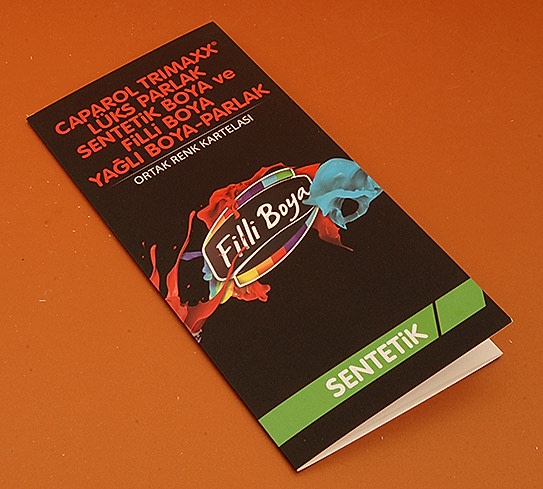 CAPAROL TRIMAXX®
LÜKS PARLAK
SENTETİK BOYA ve
FİLLİ BOYA
YAĞLI BOYA-PARLAK
ORTAK RENK KARTELASI
Filli Boya
SENTETİK